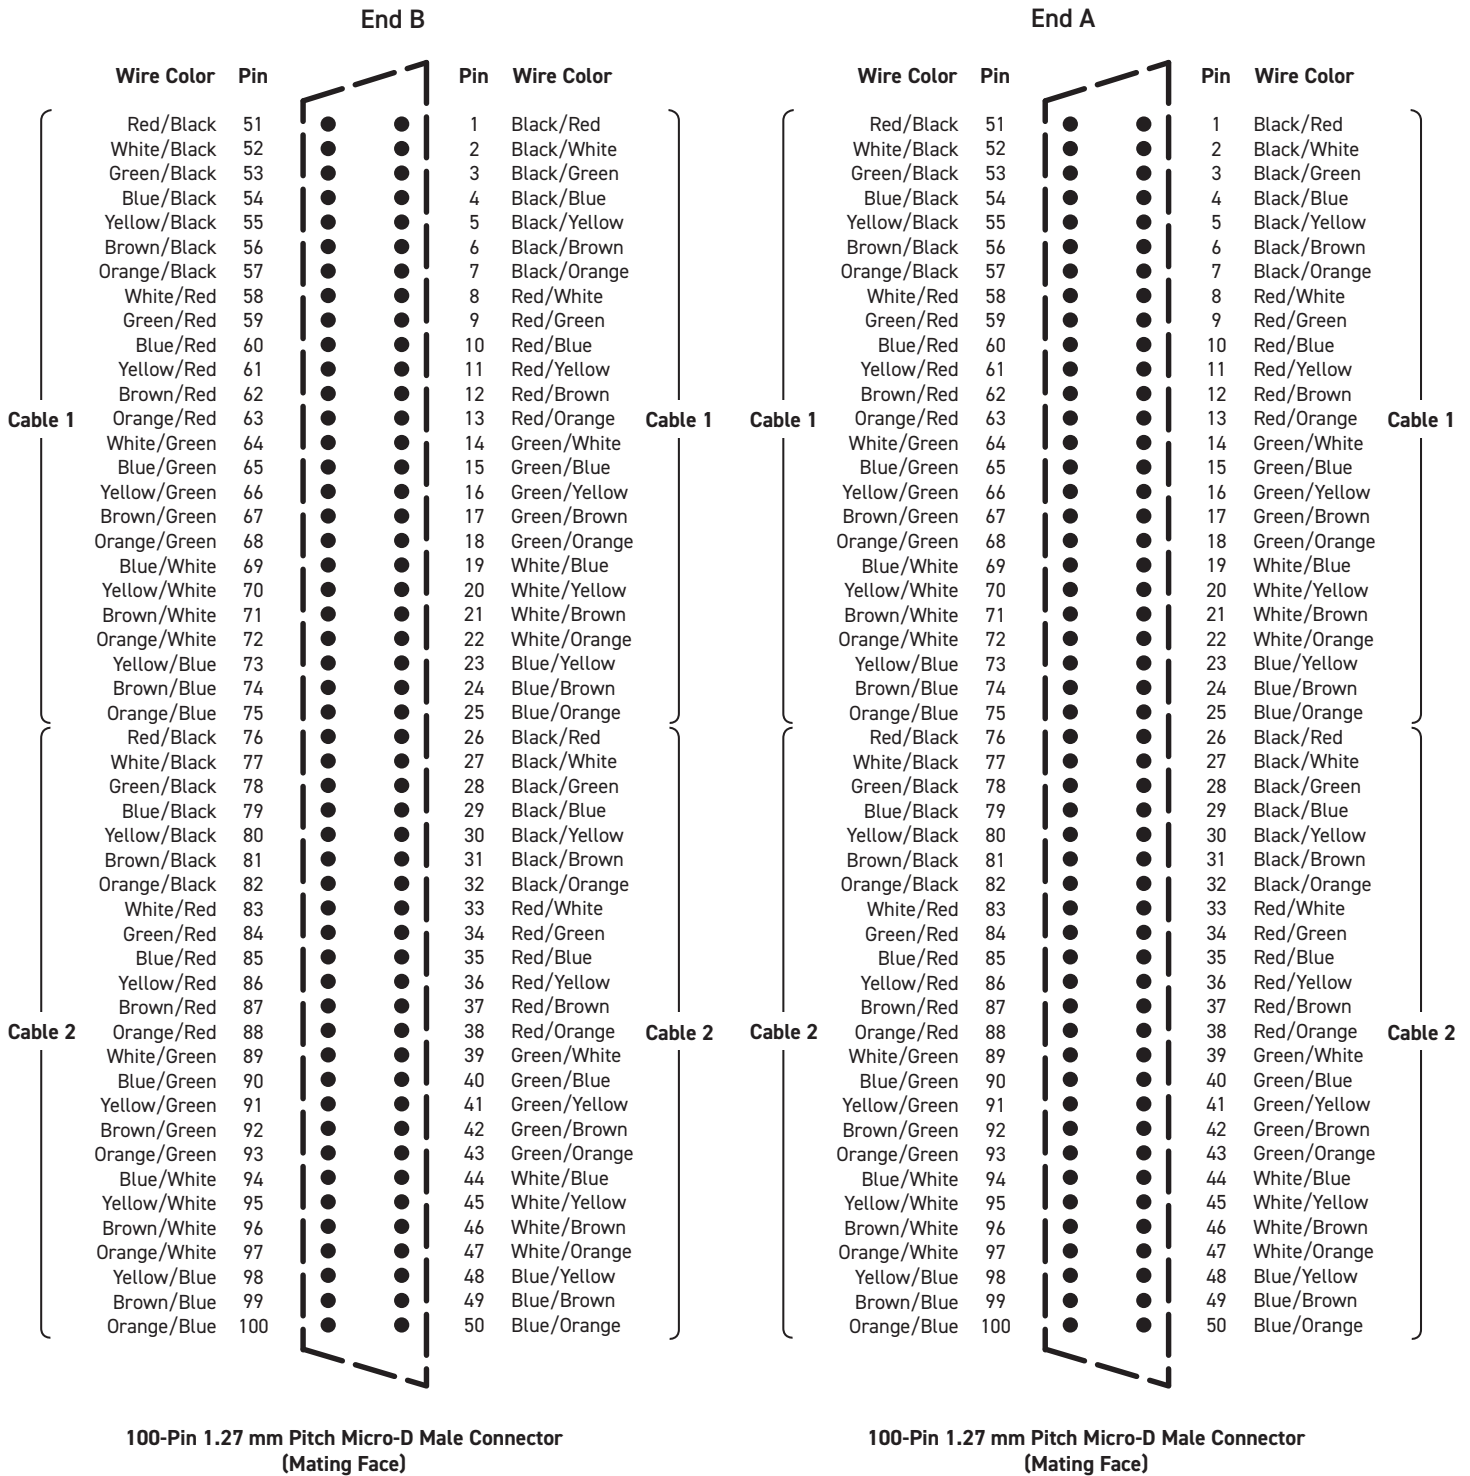 End B End A
Wire Color Pin Pin Wire Color Wire Color Pin Pin Wire Color
Red/Black 51 1 Black/Red Red/Black 51 1 Black/Red
White/Black 52 2 Black/White White/Black 52 2 Black/White
Green/Black 53 3 Black/Green Green/Black 53 3 Black/Green
Blue/Black 54 4 Black/Blue Blue/Black 54 4 Black/Blue
Yellow/Black 55 5 Black/Yellow Yellow/Black 55 5 Black/Yellow
Brown/Black 56 6 Black/Brown Brown/Black 56 6 Black/Brown
Orange/Black 57 7 Black/Orange Orange/Black 57 7 Black/Orange
White/Red 58 8 Red/White White/Red 58 8 Red/White
Green/Red 59 9 Red/Green Green/Red 59 9 Red/Green
Blue/Red 60 10 Red/Blue Blue/Red 60 10 Red/Blue
Yellow/Red 61 11 Red/Yellow Yellow/Red 61 11 Red/Yellow
Brown/Red 62 12 Red/Brown Brown/Red 62 12 Red/Brown
Cable 1 Orange/Red 63 13 Red/Orange Cable 1 Cable 1 Orange/Red 63 13 Red/Orange Cable 1
White/Green 64 14 Green/White White/Green 64 14 Green/White
Blue/Green 65 15 Green/Blue Blue/Green 65 15 Green/Blue
Yellow/Green 66 16 Green/Yellow Yellow/Green 66 16 Green/Yellow
Brown/Green 67 17 Green/Brown Brown/Green 67 17 Green/Brown
Orange/Green 68 18 Green/Orange Orange/Green 68 18 Green/Orange
Blue/White 69 19 White/Blue Blue/White 69 19 White/Blue
Yellow/White 70 20 White/Yellow Yellow/White 70 20 White/Yellow
Brown/White 71 21 White/Brown Brown/White 71 21 White/Brown
Orange/White 72 22 White/Orange Orange/White 72 22 White/Orange
Yellow/Blue 73 23 Blue/Yellow Yellow/Blue 73 23 Blue/Yellow
Brown/Blue 74 24 Blue/Brown Brown/Blue 74 24 Blue/Brown
Orange/Blue 75 25 Blue/Orange Orange/Blue 75 25 Blue/Orange
Red/Black 76 26 Black/Red Red/Black 76 26 Black/Red
White/Black 77 27 Black/White White/Black 77 27 Black/White
Green/Black 78 28 Black/Green Green/Black 78 28 Black/Green
Blue/Black 79 29 Black/Blue Blue/Black 79 29 Black/Blue
Yellow/Black 80 30 Black/Yellow Yellow/Black 80 30 Black/Yellow
Brown/Black 81 31 Black/Brown Brown/Black 81 31 Black/Brown
Orange/Black 82 32 Black/Orange Orange/Black 82 32 Black/Orange
White/Red 83 33 Red/White White/Red 83 33 Red/White
Green/Red 84 34 Red/Green Green/Red 84 34 Red/Green
Blue/Red 85 35 Red/Blue Blue/Red 85 35 Red/Blue
Yellow/Red 86 36 Red/Yellow Yellow/Red 86 36 Red/Yellow
Brown/Red 87 37 Red/Brown Brown/Red 87 37 Red/Brown
Cable 2 Orange/Red 88 38 Red/Orange Cable 2 Cable 2 Orange/Red 88 38 Red/Orange Cable 2
White/Green 89 39 Green/White White/Green 89 39 Green/White
Blue/Green 90 40 Green/Blue Blue/Green 90 40 Green/Blue
Yellow/Green 91 41 Green/Yellow Yellow/Green 91 41 Green/Yellow
Brown/Green 92 42 Green/Brown Brown/Green 92 42 Green/Brown
Orange/Green 93 43 Green/Orange Orange/Green 93 43 Green/Orange
Blue/White 94 44 White/Blue Blue/White 94 44 White/Blue
Yellow/White 95 45 White/Yellow Yellow/White 95 45 White/Yellow
Brown/White 96 46 White/Brown Brown/White 96 46 White/Brown
Orange/White 97 47 White/Orange Orange/White 97 47 White/Orange
Yellow/Blue 98 48 Blue/Yellow Yellow/Blue 98 48 Blue/Yellow
Brown/Blue 99 49 Blue/Brown Brown/Blue 99 49 Blue/Brown
Orange/Blue 100 50 Blue/Orange Orange/Blue 100 50 Blue/Orange
100-Pin 1.27 mm Pitch Micro-D Male Connector 100-Pin 1.27 mm Pitch Micro-D Male Connector
(Mating Face) (Mating Face)